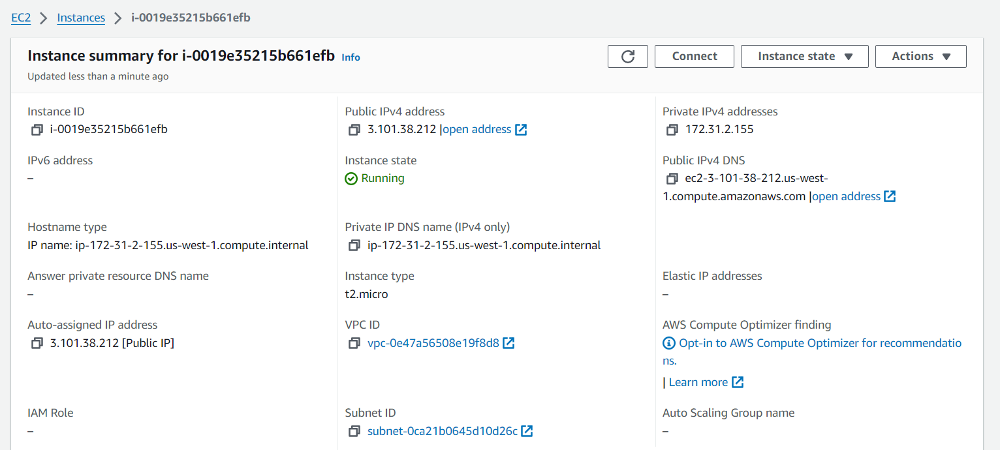 EC2 > Instances > i-0019e35215b661efb
Instance summary for i-0019e35215b661efb Info
Updated less than a minute ago
Connect
Instance state ▼
Actions ▼
Instance ID
i-0019e35215b661efb
Public IPv4 address
3.101.38.212 |open address
Private IPv4 addresses
172.31.2.155
IPv6 address
–
Instance state
Running
Public IPv4 DNS
ec2-3-101-38-212.us-west-
1.compute.amazonaws.com |open address
Hostname type
IP name: ip-172-31-2-155.us-west-1.compute.internal
Private IP DNS name (IPv4 only)
ip-172-31-2-155.us-west-1.compute.internal
Answer private resource DNS name
–
Instance type
t2.micro
Elastic IP addresses
–
Auto-assigned IP address
3.101.38.212 [Public IP]
VPC ID
vpc-0e47a56508e19f8d8
AWS Compute Optimizer finding
Opt-in to AWS Compute Optimizer for recommendatio
ns.
| Learn more
IAM Role
–
Subnet ID
subnet-0ca21b0645d10d26c
Auto Scaling Group name
–